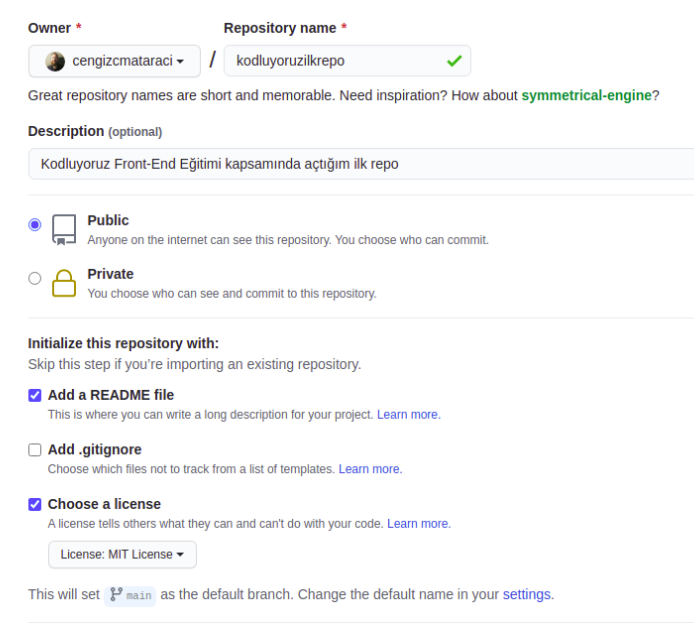 Owner * Repository name *
cengizcmataraci / kodluyoruzilkrepo
Great repository names are short and memorable. Need inspiration? How about symmetrical-engine?
Description (optional)
Kodluyoruz Front-End Eğitimi kapsamında açtığım ilk repo
Public
Anyone on the internet can see this repository. You choose who can commit.
Private
You choose who can see and commit to this repository.
Initialize this repository with:
Skip this step if you're importing an existing repository.
Add a README file
This is where you can write a long description for your project. Learn more.
Add .gitignore
Choose which files not to track from a list of templates. Learn more.
Choose a license
A license tells others what they can and can't do with your code. Learn more.
License: MIT License
This will set main as the default branch. Change the default name in your settings.